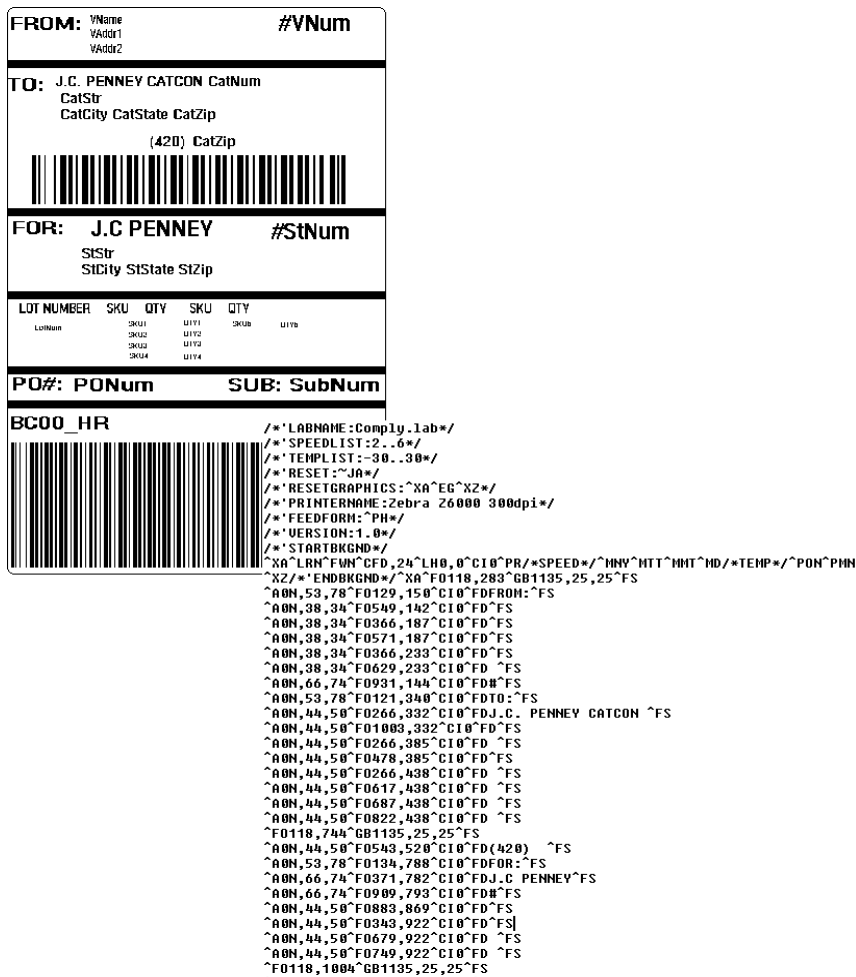 FROM: VName #VNum
VAddr1
VAddr2
TO: J.C. PENNEY CATCON CatNum
CatStr
CatCity CatState CatZip
(420) CatZip
FOR: J.C PENNEY #StNum
StStr
StCity StState StZip
LOT NUMBER SKU QTY SKU QTY
LotNum SKU1 QTY1 SKU5 QTY5
SKU2 QTY2
SKU3 QTY3
SKU4 QTY4
PO#: PONum SUB: SubNum
BC00_HR
/*'LABNAME:Comply.lab*/
/*'SPEEDLIST:2..6*/
/*'TEMPLIST:-30..30*/
/*'RESET:~JA*/
/*'RESETGRAPHICS:^XA^EG^XZ*/
/*'PRINTERNAME:Zebra Z6000 300dpi*/
/*'FEEDFORM:^PH*/
/*'VERSION:1.0*/
/*'STARTBKGND*/
^XA^LRN^FWN^CFD,24^LH0,0^CI0^PR/*SPEED*/^MNY^MTT^MMT^MD/*TEMP*/^PON^PMN
^XZ/*'ENDBKGND*/^XA^FO118,283^GB1135,25,25^FS
^A0N,53,78^FO129,150^CI0^FDFROM:^FS
^A0N,38,34^FO549,142^CI0^FD^FS
^A0N,38,34^FO366,187^CI0^FD^FS
^A0N,38,34^FO571,187^CI0^FD^FS
^A0N,38,34^FO366,233^CI0^FD^FS
^A0N,38,34^FO629,233^CI0^FD ^FS
^A0N,66,74^FO931,144^CI0^FD#^FS
^A0N,53,78^FO121,340^CI0^FDTO:^FS
^A0N,44,50^FO266,332^CI0^FDJ.C. PENNEY CATCON ^FS
^A0N,44,50^FO1003,332^CI0^FD^FS
^A0N,44,50^FO266,385^CI0^FD ^FS
^A0N,44,50^FO478,385^CI0^FD^FS
^A0N,44,50^FO266,438^CI0^FD ^FS
^A0N,44,50^FO617,438^CI0^FD ^FS
^A0N,44,50^FO687,438^CI0^FD ^FS
^A0N,44,50^FO822,438^CI0^FD ^FS
^FO118,744^GB1135,25,25^FS
^A0N,44,50^FO543,520^CI0^FD(420)  ^FS
^A0N,53,78^FO134,788^CI0^FDFOR:^FS
^A0N,66,74^FO371,782^CI0^FDJ.C PENNEY^FS
^A0N,66,74^FO909,793^CI0^FD#^FS
^A0N,44,50^FO883,869^CI0^FD^FS
^A0N,44,50^FO343,922^CI0^FD^FS
^A0N,44,50^FO679,922^CI0^FD ^FS
^A0N,44,50^FO749,922^CI0^FD ^FS
^FO118,1004^GB1135,25,25^FS